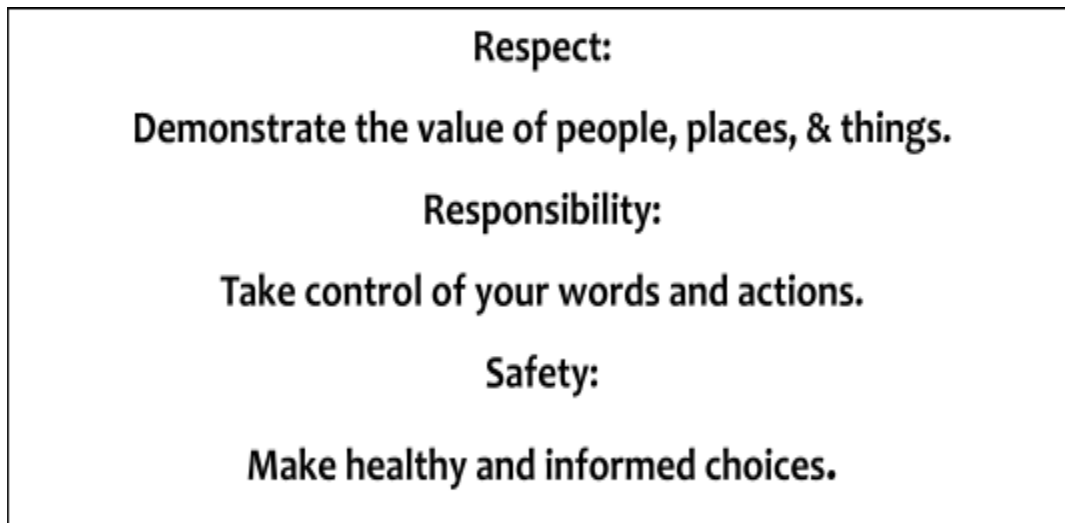 Respect:
Demonstrate the value of people, places, & things.
Responsibility:
Take control of your words and actions.
Safety:
Make healthy and informed choices.